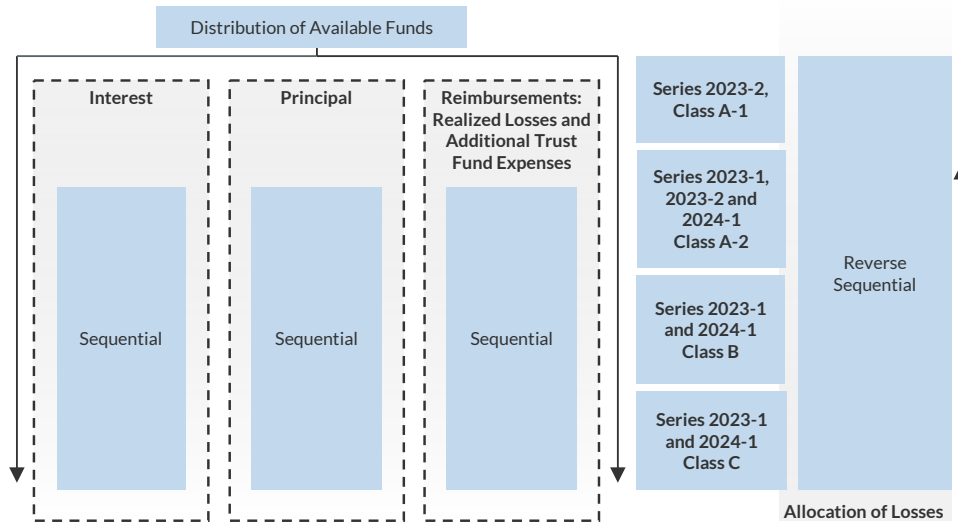 Distribution of Available Funds
Interest
Principal
Reimbursements:
Realized Losses and
Additional Trust
Fund Expenses
Sequential
Sequential
Sequential
Series 2023-2,
Class A-1
Series 2023-1,
2023-2 and
2024-1
Class A-2
Series 2023-1
and 2024-1
Class B
Series 2023-1
and 2024-1
Class C
Reverse
Sequential
Allocation of Losses